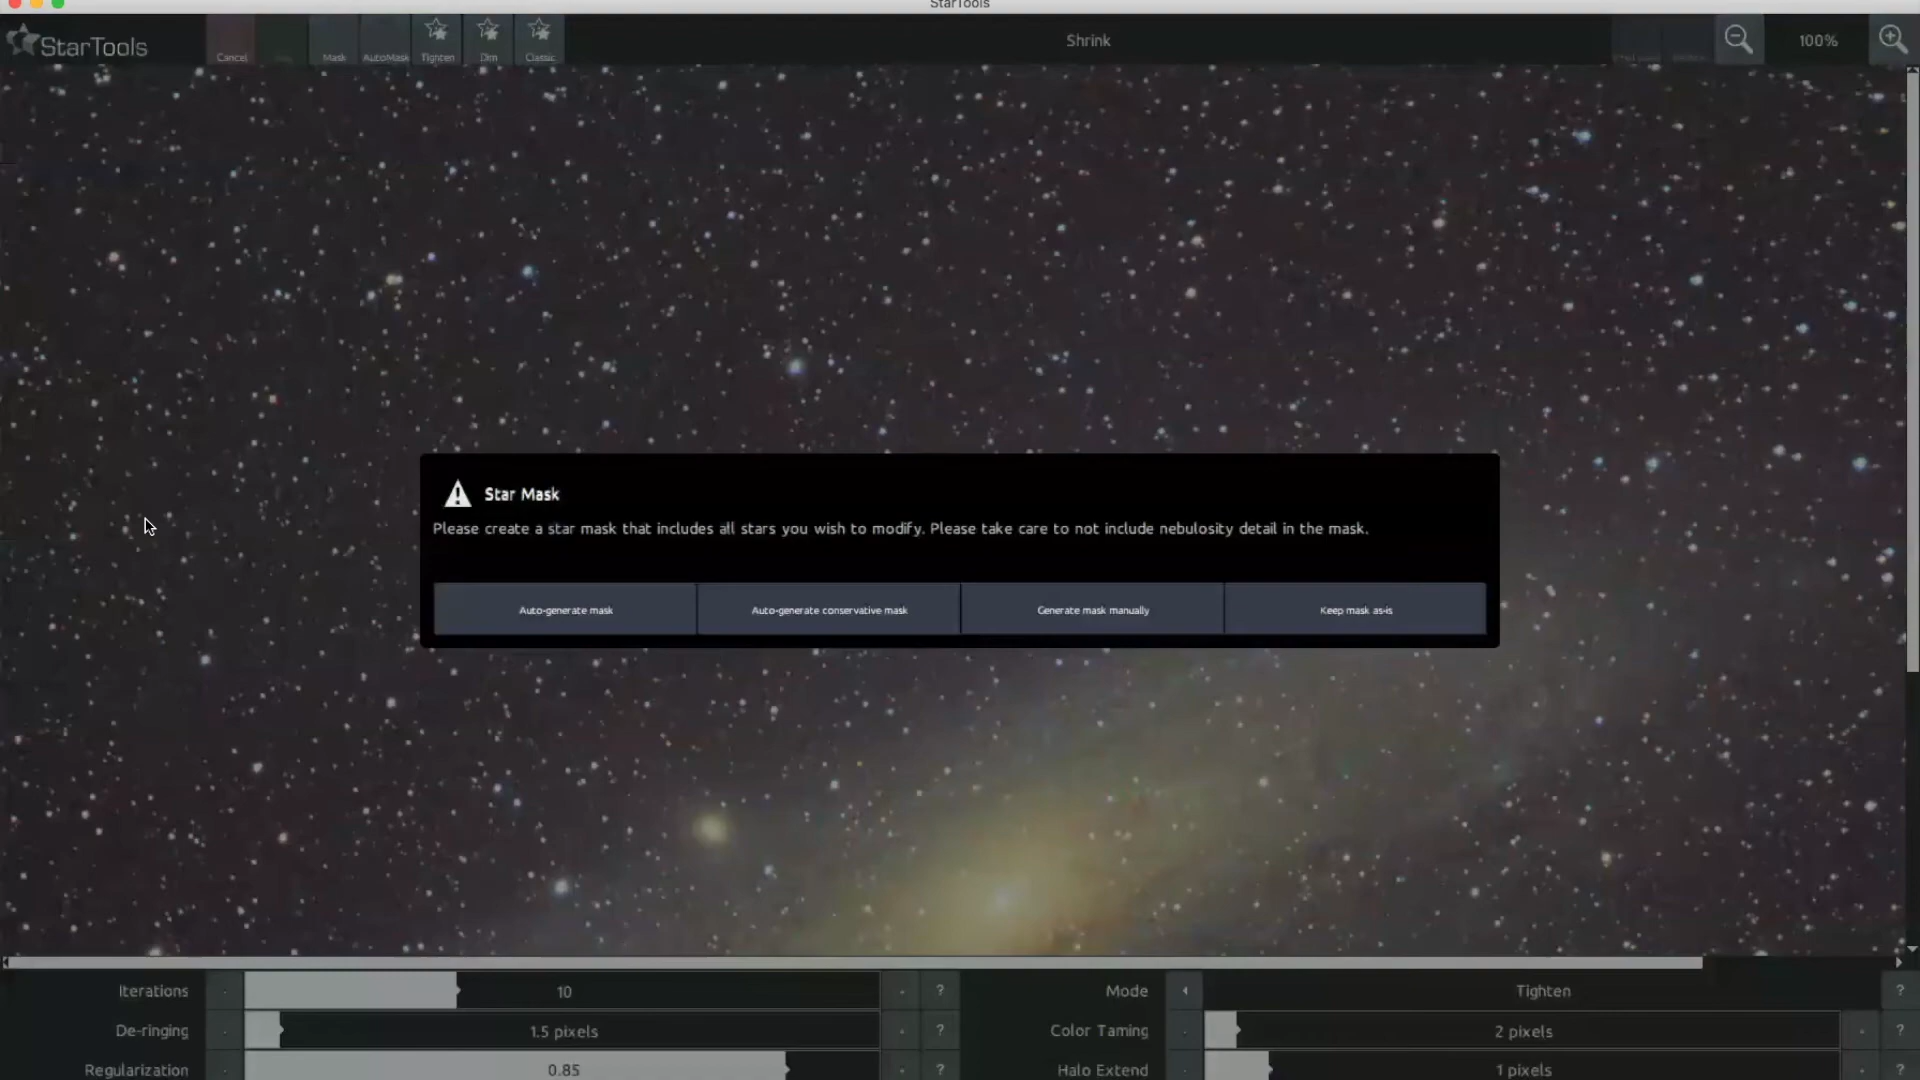 StarTools
StarTools
Cancel
Mask
AutoMask
Tighten
Dim
Classic
Shrink
100%
Star Mask
Please create a star mask that includes all stars you wish to modify. Please take care to not include nebulosity detail in the mask.
Auto-generate mask
Auto-generate conservative mask
Generate mask manually
Keep mask as-is
Iterations
-
10
?
Mode
Tighten
?
De-ringing
-
1.5 pixels
?
Color Taming
-
2 pixels
?
Regularization
-
0.85
?
Halo Extend
-
1 pixels
?